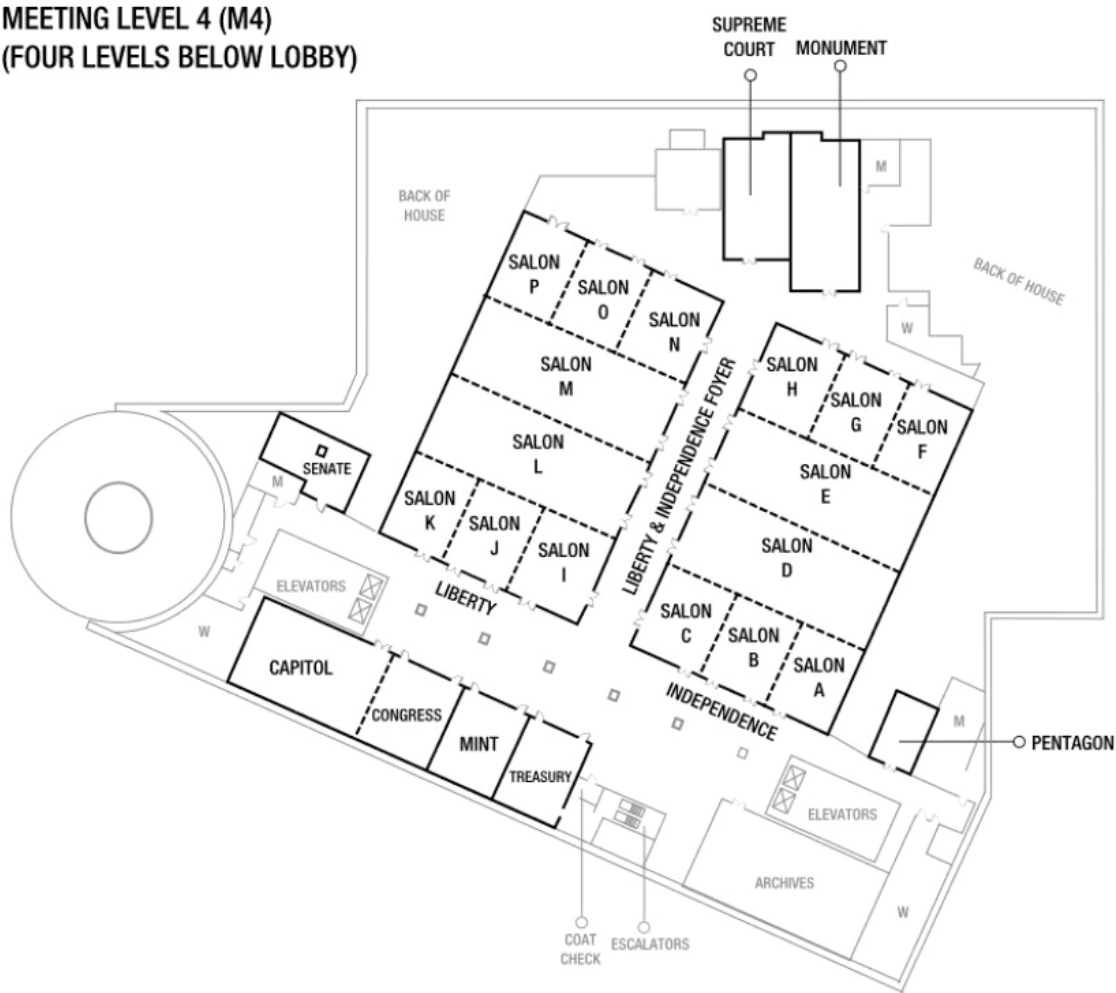 MEETING LEVEL 4 (M4)
(FOUR LEVELS BELOW LOBBY)
SUPREME
COURT
MONUMENT
M
BACK OF
HOUSE
BACK OF HOUSE
W
SALON
P
SALON
O
SALON
N
SALON
M
SALON
L
SALON
K
SALON
J
SALON
I
LIBERTY
LIBERTY & INDEPENDENCE FOYER
SALON
H
SALON
G
SALON
F
SALON
E
SALON
D
SALON
C
SALON
B
SALON
A
INDEPENDENCE
SENATE
M
ELEVATORS
W
CAPITOL
CONGRESS
MINT
TREASURY
M
PENTAGON
ELEVATORS
ARCHIVES
W
COAT
CHECK
ESCALATORS